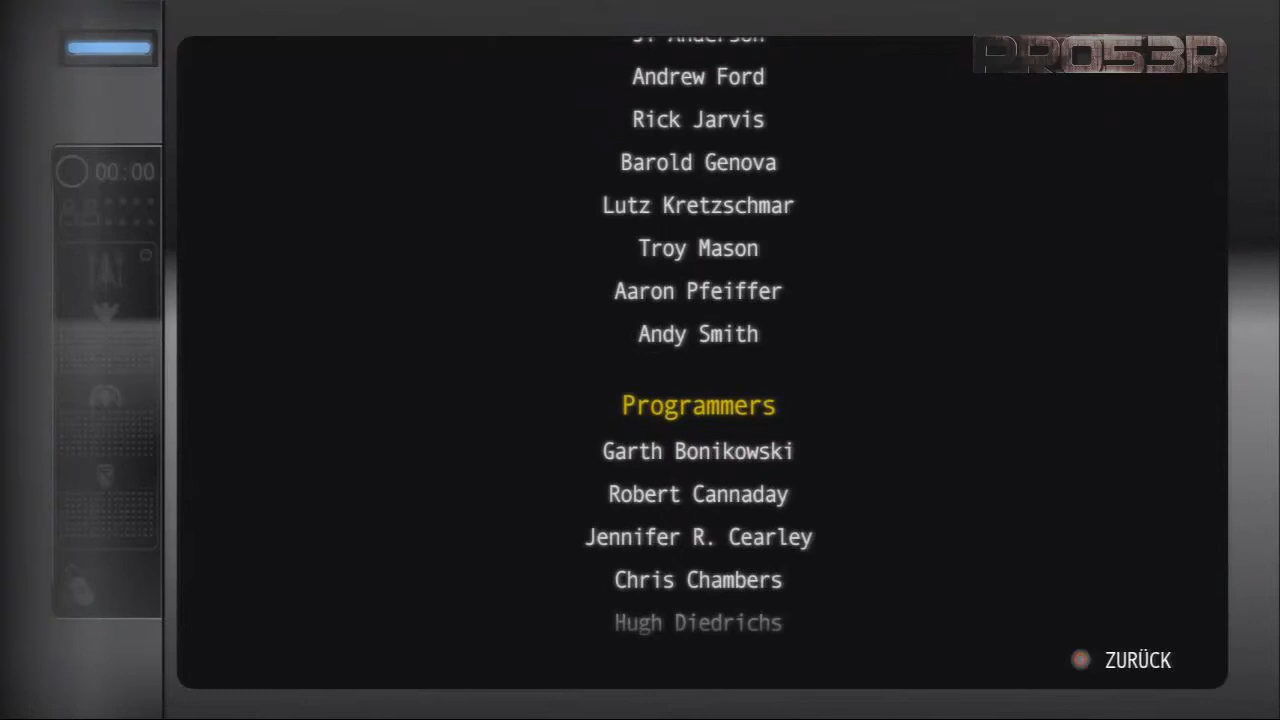 PRO53R
Andrew Ford
Rick Jarvis
Barold Genova
00:00
Lutz Kretzschmar
Troy Mason
Aaron Pfeiffer
Andy Smith
Programmers
Garth Bonikowski
Robert Cannaday
Jennifer R. Cearley
Chris Chambers
Hugh Diedrichs
ZURÜCK